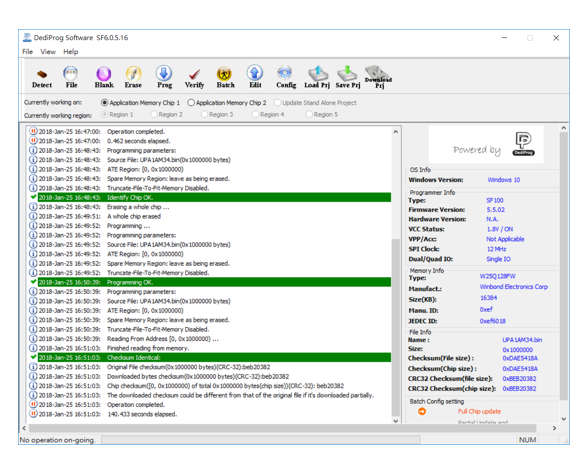 DediProg Software SF6.0.5.16
File View Help
Detect File Blank Erase Prog Verify Batch Edit Config Load Prj Save Prj Download Prj
Currently working on: Application Memory Chip 1 Application Memory Chip 2 Update Stand Alone Project
Currently working region: Region 1 Region 2 Region 3 Region 4 Region 5
2018-Jan-25 16:47:00: Operation completed.
2018-Jan-25 16:47:00: 0.462 seconds elapsed.
2018-Jan-25 16:48:43: Programming parameters:
2018-Jan-25 16:48:43: Source File: UPA1AM34.bin(0x1000000 bytes)
2018-Jan-25 16:48:43: ATE Region: [0, 0x1000000)
2018-Jan-25 16:48:43: Spare Memory Region: leave as being erased.
2018-Jan-25 16:48:43: Truncate-File-To-Fit-Memory Disabled.
2018-Jan-25 16:48:43: Identify Chip OK.
2018-Jan-25 16:48:43: Erasing a whole chip ...
2018-Jan-25 16:49:51: A whole chip erased
2018-Jan-25 16:49:52: Programming ...
2018-Jan-25 16:49:52: Programming parameters:
2018-Jan-25 16:49:52: Source File: UPA1AM34.bin(0x1000000 bytes)
2018-Jan-25 16:49:52: ATE Region: [0, 0x1000000)
2018-Jan-25 16:49:52: Spare Memory Region: leave as being erased.
2018-Jan-25 16:49:52: Truncate-File-To-Fit-Memory Disabled.
2018-Jan-25 16:50:39: Programming OK.
2018-Jan-25 16:50:39: Programming parameters:
2018-Jan-25 16:50:39: Source File: UPA1AM34.bin(0x1000000 bytes)
2018-Jan-25 16:50:39: ATE Region: [0, 0x1000000)
2018-Jan-25 16:50:39: Spare Memory Region: leave as being erased.
2018-Jan-25 16:50:39: Truncate-File-To-Fit-Memory Disabled.
2018-Jan-25 16:50:39: Reading From Address [0, 0x1000000) ...
2018-Jan-25 16:51:03: Finished reading from memory.
2018-Jan-25 16:51:03: Checksum Identical:
2018-Jan-25 16:51:03: Original File checksum(0x1000000 bytes)(CRC-32):beb20382
2018-Jan-25 16:51:03: Downloaded bytes checksum(0x1000000 bytes)(CRC-32):beb20382
2018-Jan-25 16:51:03: Chip checksum([0, 0x1000000) of total 0x1000000 bytes(chip size))(CRC-32): beb20382
2018-Jan-25 16:51:03: The downloaded checksum could be different from that of the original file if it's downloaded partially.
2018-Jan-25 16:51:03: Operation completed.
2018-Jan-25 16:51:03: 140.433 seconds elapsed.
Powered by DediProg
OS Info
Windows Version: Windows 10
Programmer Info
Type: SF100
Firmware Version: 5.5.02
Hardware Version: N.A.
VCC Status: 1.8V / ON
VPP/Acc: Not Applicable
SPI Clock: 12 MHz
Dual/Quad IO: Single IO
Memory Info
Type: W25Q128FW
Manufact.: Winbond Electronics Corp
Size(KB): 16384
Manu. ID: 0xef
JEDEC ID: 0xef6018
File Info
Name : UPA1AM34.bin
Size: 0x1000000
Checksum(File size) : 0xDAE5418A
Checksum(Chip size) : 0xDAE5418A
CRC32 Checksum(file size): 0xBEB20382
CRC32 Checksum(chip size): 0xBEB20382
Batch Config setting
Full Chip update
Partial Update and
No operation on-going. NUM